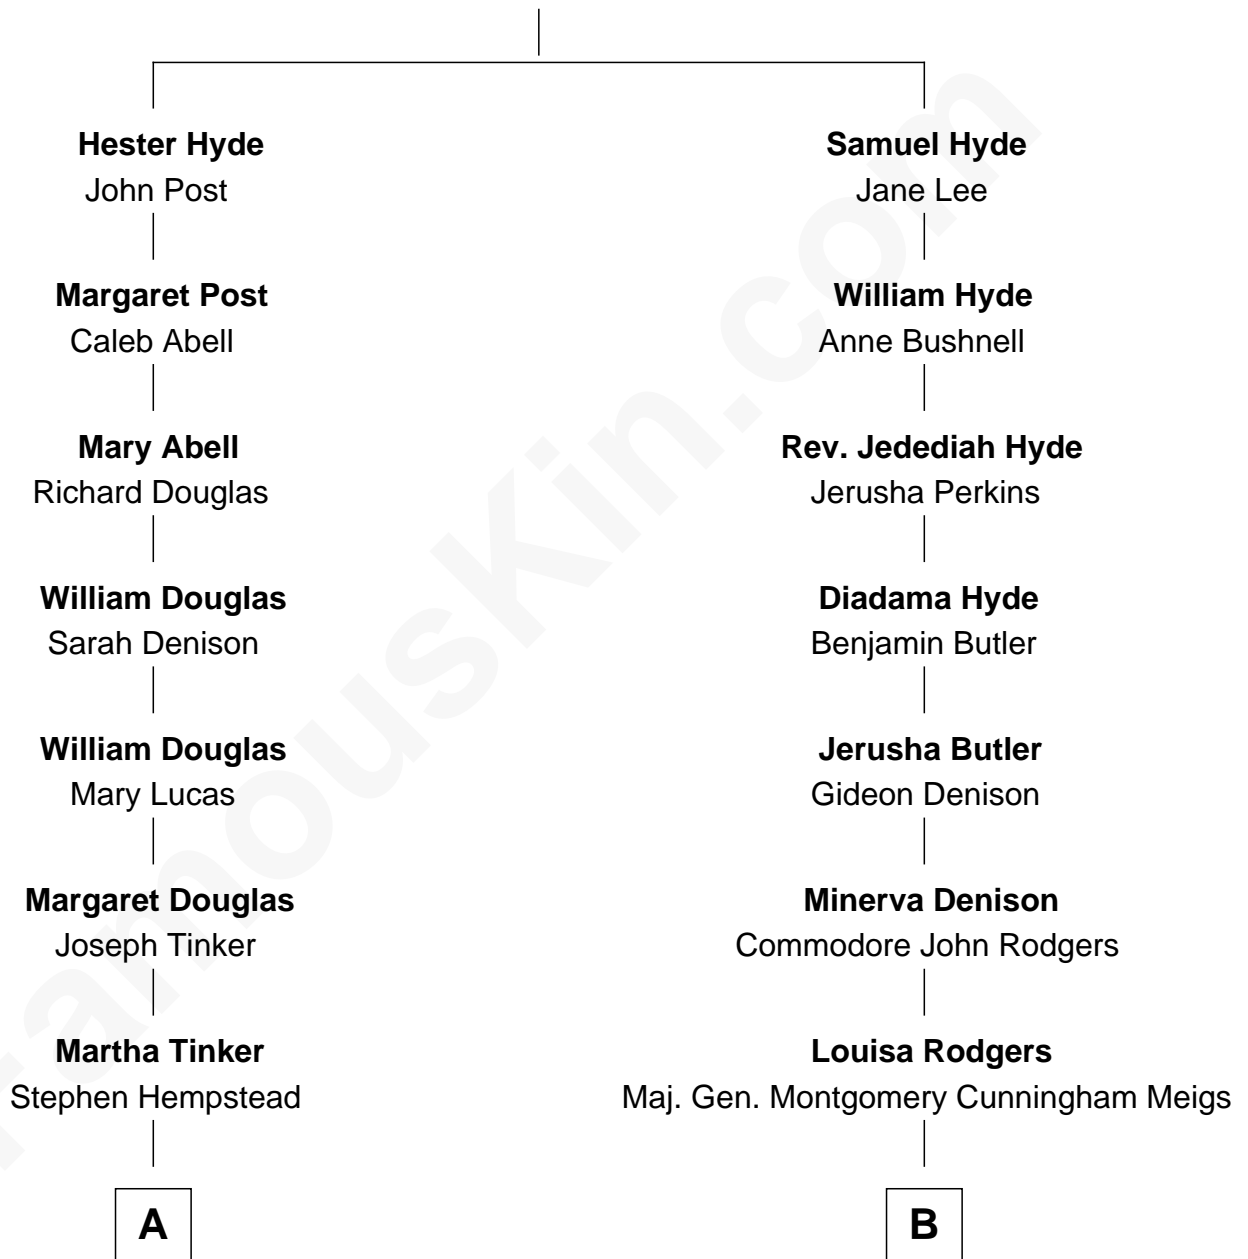 Hester Hyde
John Post
Samuel Hyde
Jane Lee
Margaret Post
Caleb Abell
William Hyde
Anne Bushnell
Mary Abell
Richard Douglas
Rev. Jedediah Hyde
Jerusha Perkins
William Douglas
Sarah Denison
Diadama Hyde
Benjamin Butler
William Douglas
Mary Lucas
Jerusha Butler
Gideon Denison
Margaret Douglas
Joseph Tinker
Minerva Denison
Commodore John Rodgers
Martha Tinker
Stephen Hempstead
Louisa Rodgers
Maj. Gen. Montgomery Cunningham Meigs
A
B
FamousKin.com